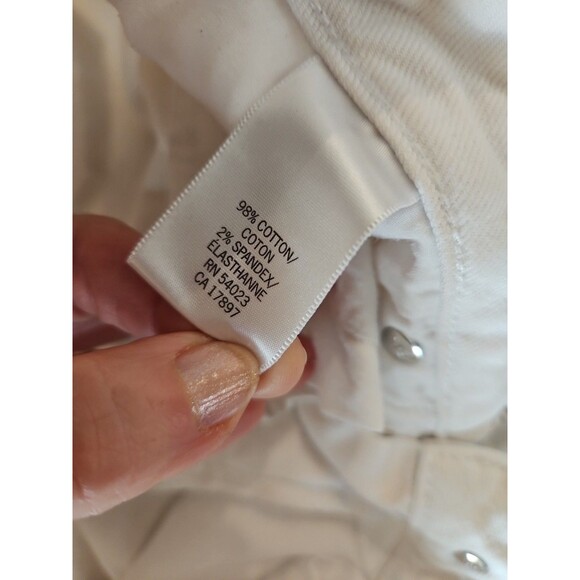 98% COTTON/
COTON
2% SPANDEX/
ÉLASTHANNE
RN 54023
CA 17897